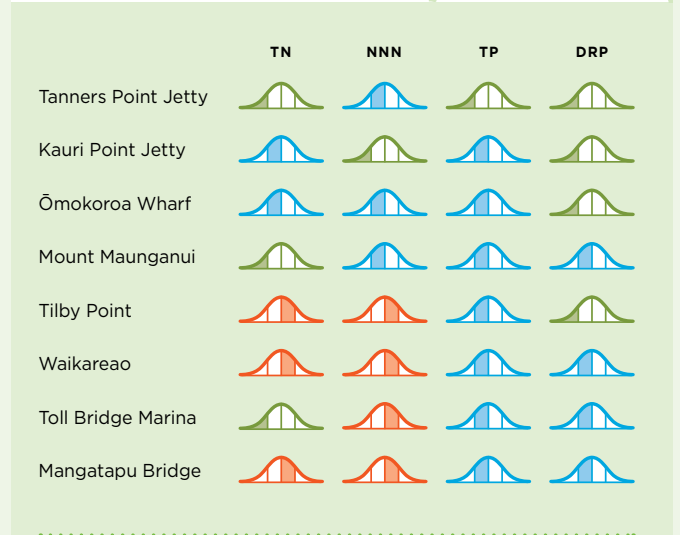 TN NNN TP DRP
Tanners Point Jetty
Kauri Point Jetty
Ōmokoroa Wharf
Mount Maunganui
Tilby Point
Waikareao
Toll Bridge Marina
Mangatapu Bridge